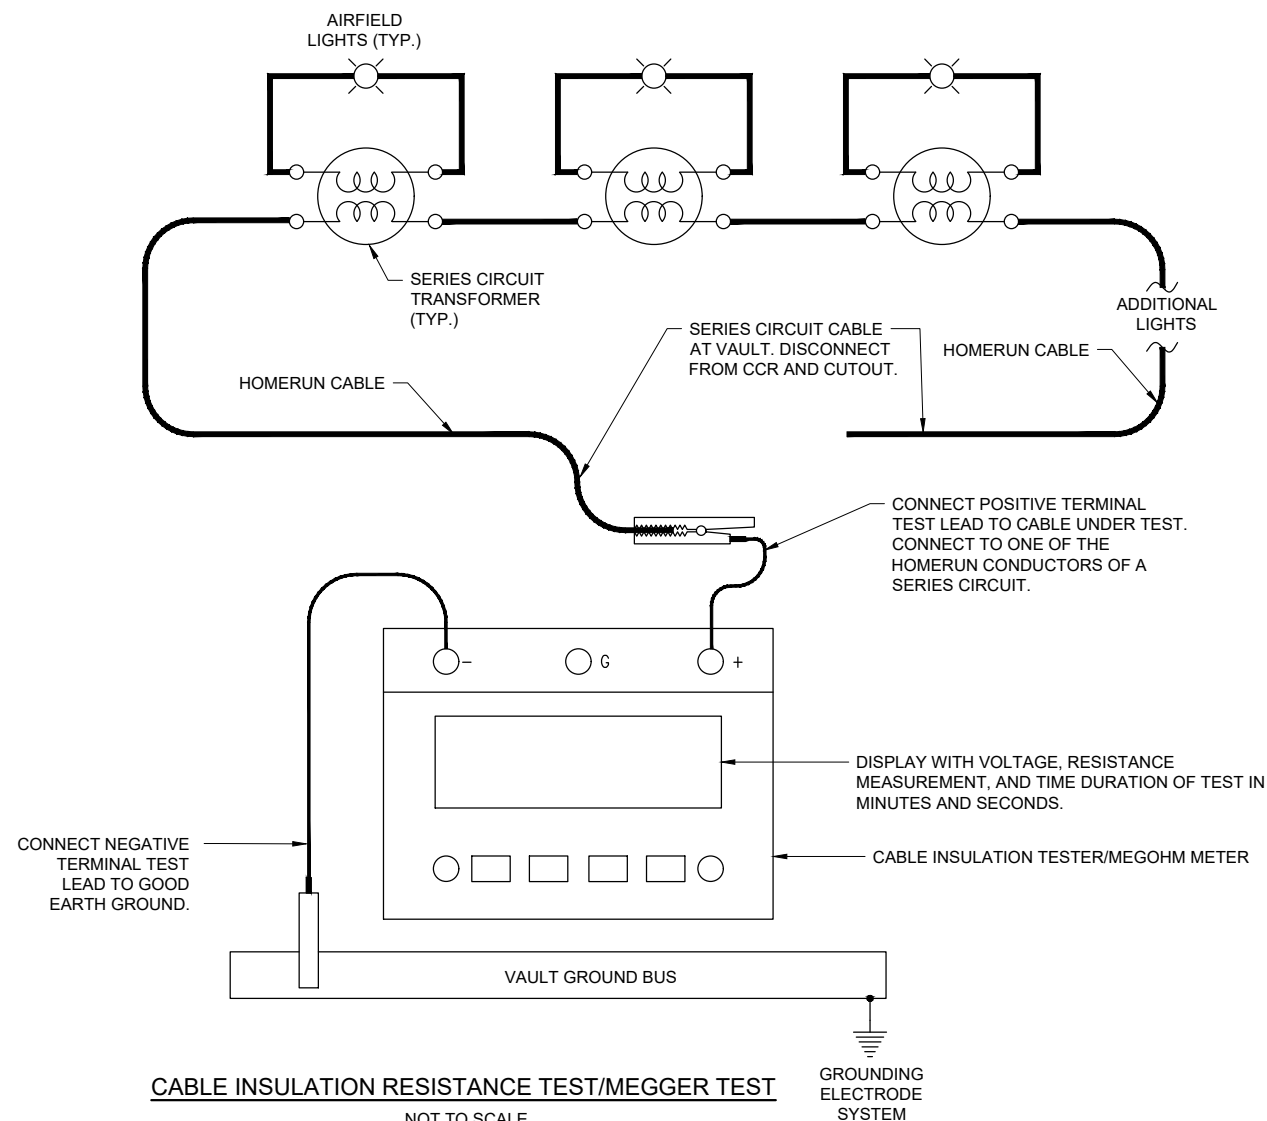 AIRFIELD
LIGHTS (TYP.)
SERIES CIRCUIT
TRANSFORMER
(TYP.)
ADDITIONAL
LIGHTS
SERIES CIRCUIT CABLE
AT VAULT. DISCONNECT
FROM CCR AND CUTOUT.
HOMERUN CABLE
HOMERUN CABLE
CONNECT POSITIVE TERMINAL
TEST LEAD TO CABLE UNDER TEST.
CONNECT TO ONE OF THE
HOMERUN CONDUCTORS OF A
SERIES CIRCUIT.
- G +
DISPLAY WITH VOLTAGE, RESISTANCE
MEASUREMENT, AND TIME DURATION OF TEST IN
MINUTES AND SECONDS.
CONNECT NEGATIVE
TERMINAL TEST
LEAD TO GOOD
EARTH GROUND.
CABLE INSULATION TESTER/MEGOHM METER
VAULT GROUND BUS
GROUNDING
ELECTRODE
SYSTEM
CABLE INSULATION RESISTANCE TEST/MEGGER TEST
NOT TO SCALE